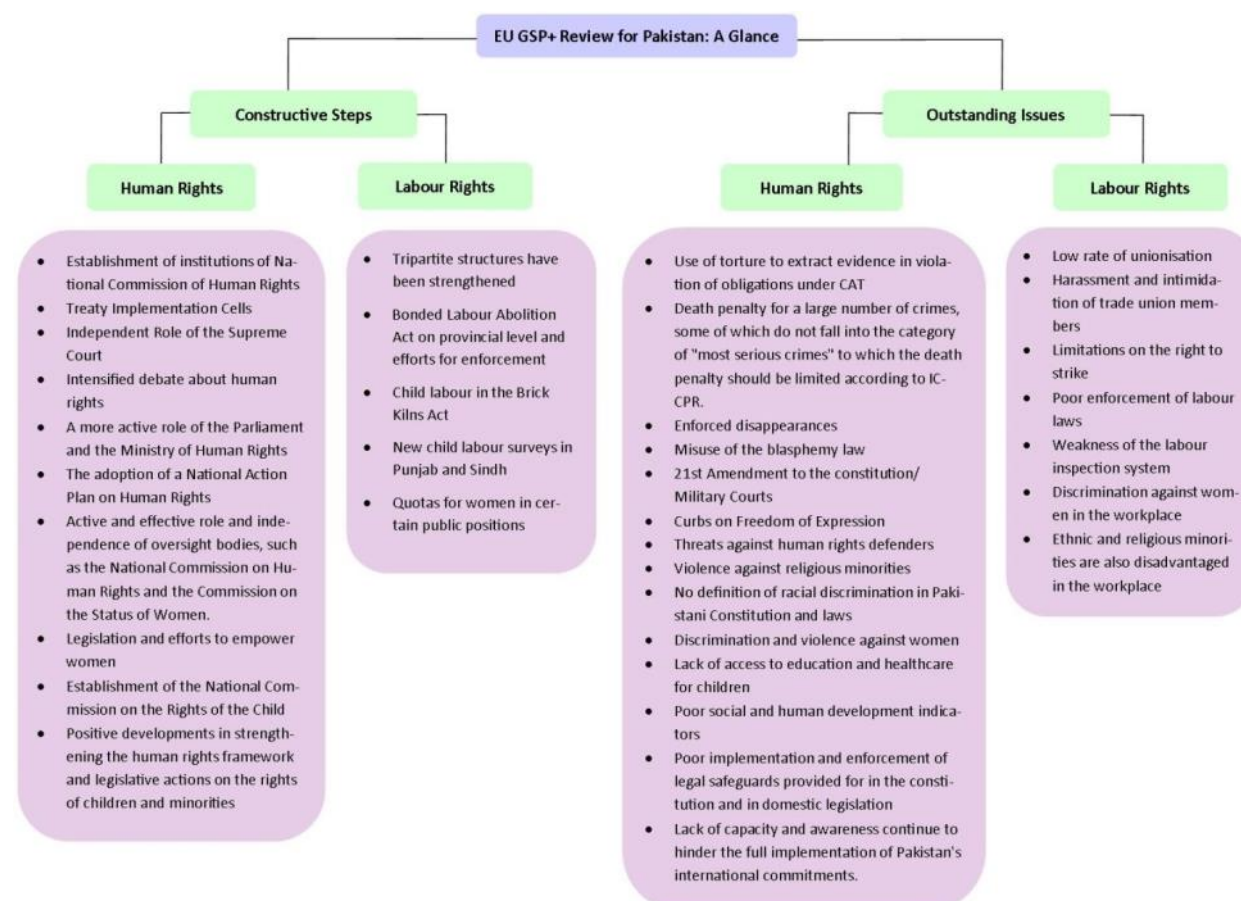 EU GSP+ Review for Pakistan: A Glance
Constructive Steps
Outstanding Issues
Human Rights
Labour Rights
Human Rights
Labour Rights
• Establishment of institutions of Na-
tional Commission of Human Rights
• Treaty Implementation Cells
• Independent Role of the Supreme
Court
• Intensified debate about human
rights
• A more active role of the Parliament
and the Ministry of Human Rights
• The adoption of a National Action
Plan on Human Rights
• Active and effective role and inde-
pendence of oversight bodies, such
as the National Commission on Hu-
man Rights and the Commission on
the Status of Women.
• Legislation and efforts to empower
women
• Establishment of the National Com-
mission on the Rights of the Child
• Positive developments in strength-
ening the human rights framework
and legislative actions on the rights
of children and minorities
• Tripartite structures have
been strengthened
• Bonded Labour Abolition
Act on provincial level and
efforts for enforcement
• Child labour in the Brick
Kilns Act
• New child labour surveys in
Punjab and Sindh
• Quotas for women in cer-
tain public positions
• Use of torture to extract evidence in viola-
tion of obligations under CAT
• Death penalty for a large number of crimes,
some of which do not fall into the category
of "most serious crimes" to which the death
penalty should be limited according to IC-
CPR.
• Enforced disappearances
• Misuse of the blasphemy law
• 21st Amendment to the constitution/
Military Courts
• Curbs on Freedom of Expression
• Threats against human rights defenders
• Violence against religious minorities
• No definition of racial discrimination in Paki-
stani Constitution and laws
• Discrimination and violence against women
• Lack of access to education and healthcare
for children
• Poor social and human development indica-
tors
• Poor implementation and enforcement of
legal safeguards provided for in the consti-
tution and in domestic legislation
• Lack of capacity and awareness continue to
hinder the full implementation of Pakistan's
international commitments.
• Low rate of unionisation
• Harassment and intimida-
tion of trade union mem-
bers
• Limitations on the right to
strike
• Poor enforcement of labour
laws
• Weakness of the labour
inspection system
• Discrimination against wom-
en in the workplace
• Ethnic and religious minori-
ties are also disadvantaged
in the workplace